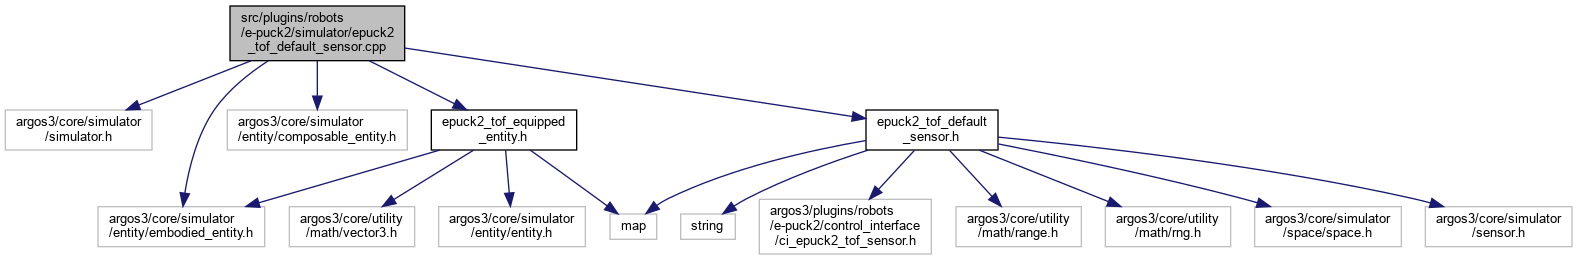 src/plugins/robots
/e-puck2/simulator/epuck2
_tof_default_sensor.cpp
argos3/core/simulator
/simulator.h
argos3/core/simulator
/entity/composable_entity.h
epuck2_tof_equipped
_entity.h
epuck2_tof_default
_sensor.h
argos3/core/simulator
/entity/embodied_entity.h
argos3/core/utility
/math/vector3.h
argos3/core/simulator
/entity/entity.h
map
string
argos3/plugins/robots
/e-puck2/control_interface
/ci_epuck2_tof_sensor.h
argos3/core/utility
/math/range.h
argos3/core/utility
/math/rng.h
argos3/core/simulator
/space/space.h
argos3/core/simulator
/sensor.h